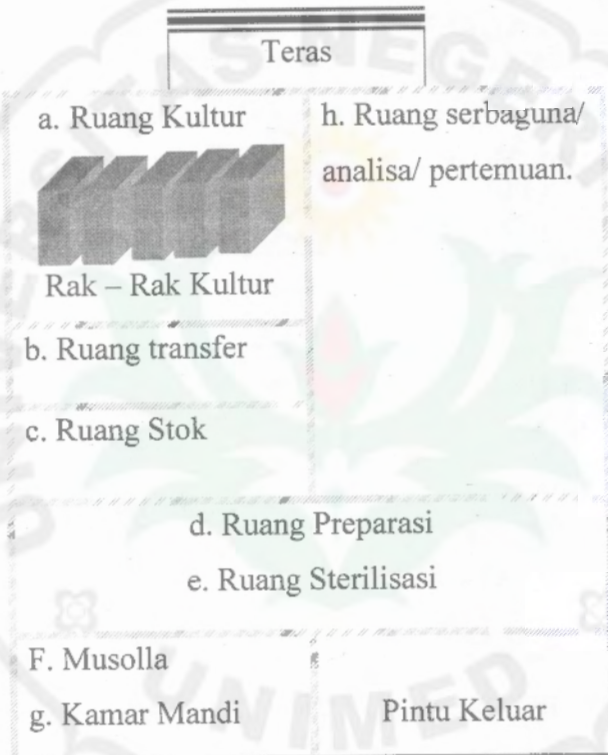 Teras
a. Ruang Kultur
Rak – Rak Kultur
b. Ruang transfer
c. Ruang Stok
h. Ruang serbaguna/
analisa/ pertemuan.
d. Ruang Preparasi
e. Ruang Sterilisasi
F. Musolla
g. Kamar Mandi
Pintu Keluar
UNIMED